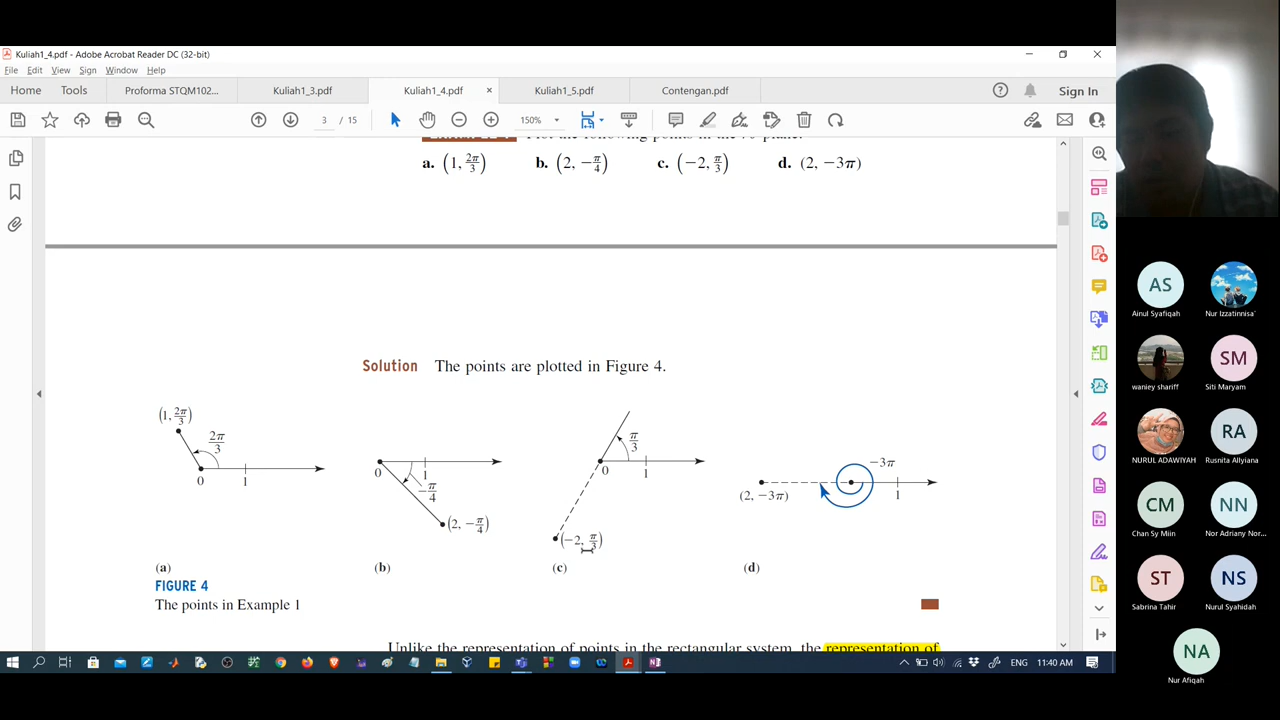 Kuliah1_4.pdf - Adobe Acrobat Reader DC (32-bit)
File Edit View Sign Window Help
Home Tools Proforma STQM102... Kuliah1_3.pdf Kuliah1_4.pdf × Kuliah1_5.pdf Contengan.pdf Sign In
3 / 15 150%
a. (1, 2π/3) b. (2, −π/4) c. (−2, π/3) d. (2, −3π)
Solution The points are plotted in Figure 4.
(1, 2π/3)
2π/3
0 1
0 1
−π/4
(2, −π/4)
π/3
0 1
(−2, π/3)
−3π
(2, −3π) 1
(a) (b) (c) (d)
FIGURE 4
The points in Example 1
Unlike the representation of points in the rectangular system, the representation of
AS
Ainul Syafiqah Nur Izzatinnisa'
SM
waniey shariff Siti Maryam
RA
NURUL ADAWIYAH Rusnita Allyiana
CM NN
Chan Sy Miin Nor Adriany Nor...
ST NS
Sabrina Tahir Nurul Syahidah
NA
Nur Afiqah
ENG 11:40 AM